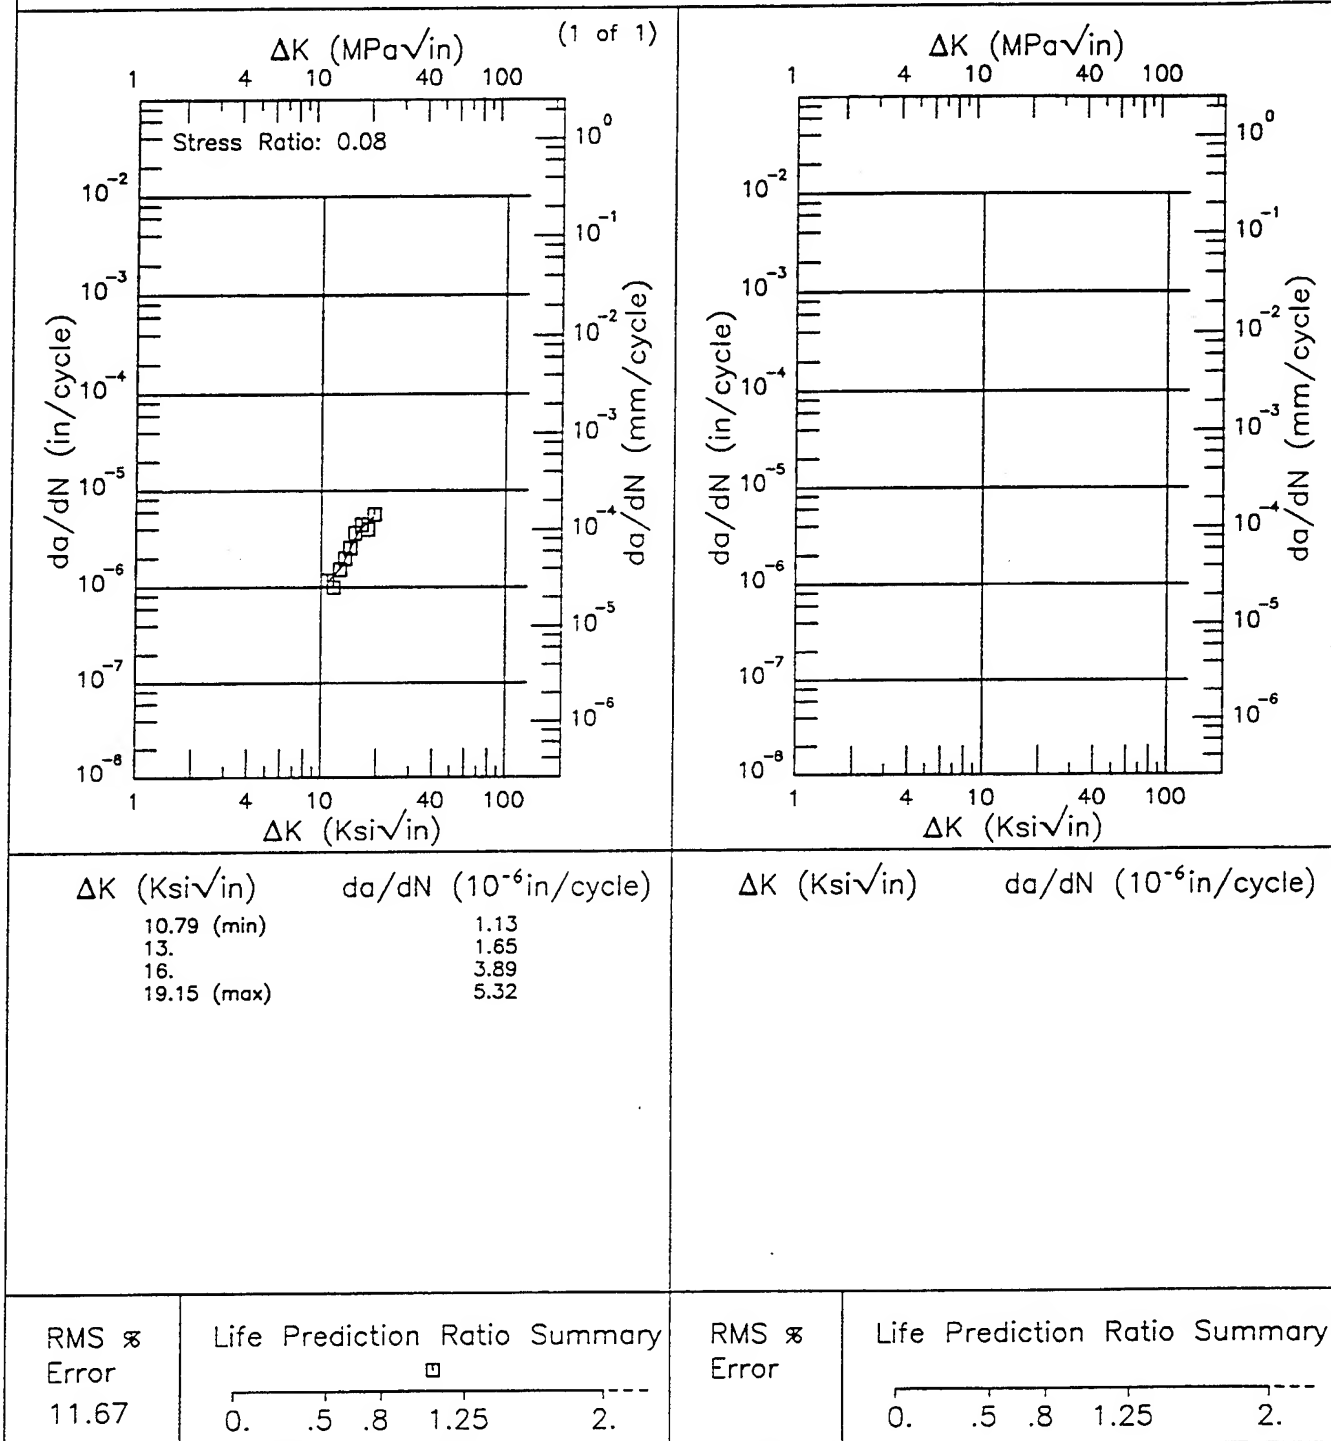 (1 of 1)
ΔK (MPa√in)
1 4 10 40 100
Stress Ratio: 0.08
da/dN (in/cycle)
10⁻²
10⁻³
10⁻⁴
10⁻⁵
10⁻⁶
10⁻⁷
10⁻⁸
10⁰
10⁻¹
10⁻²
10⁻³
10⁻⁴
10⁻⁵
10⁻⁶
da/dN (mm/cycle)
1 4 10 40 100
ΔK (Ksi√in)
ΔK (MPa√in)
1 4 10 40 100
da/dN (in/cycle)
10⁻²
10⁻³
10⁻⁴
10⁻⁵
10⁻⁶
10⁻⁷
10⁻⁸
10⁰
10⁻¹
10⁻²
10⁻³
10⁻⁴
10⁻⁵
10⁻⁶
da/dN (mm/cycle)
1 4 10 40 100
ΔK (Ksi√in)
ΔK (Ksi√in) da/dN (10⁻⁶in/cycle)
10.79 (min) 1.13
13. 1.65
16. 3.89
19.15 (max) 5.32
ΔK (Ksi√in) da/dN (10⁻⁶in/cycle)
RMS %
Error
11.67
Life Prediction Ratio Summary
0. .5 .8 1.25 2.
RMS %
Error
Life Prediction Ratio Summary
0. .5 .8 1.25 2.